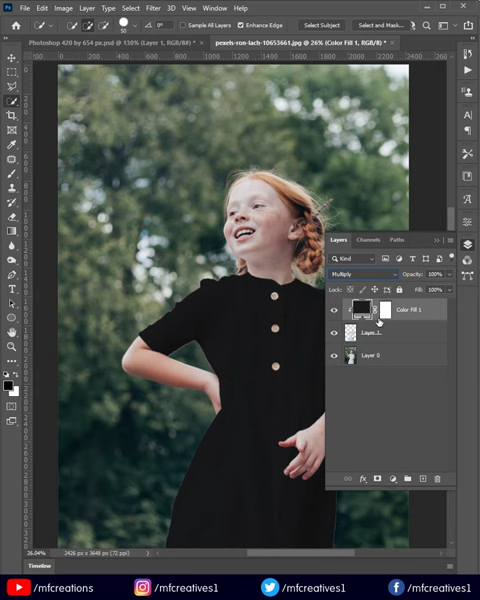 Ps File Edit Image Layer Type Select Filter 3D View Window Help
50 0° Sample All Layers Enhance Edge Select Subject Select and Mask...
Photoshop 420 by 654 px.psd @ 130% (Layer 1, RGB/8#) * × pexels-ron-lach-10653661.jpg @ 26% (Color Fill 1, RGB/8*) * ×
Layers Channels Paths
Kind
Multiply Opacity: 100%
Lock: Fill: 100%
Color Fill 1
Layer 1
Layer 0
26.04% 2426 px x 3648 px (72 ppi)
Timeline
/mfcreations /mfcreatives1 /mfcreatives1 /mfcreatives1